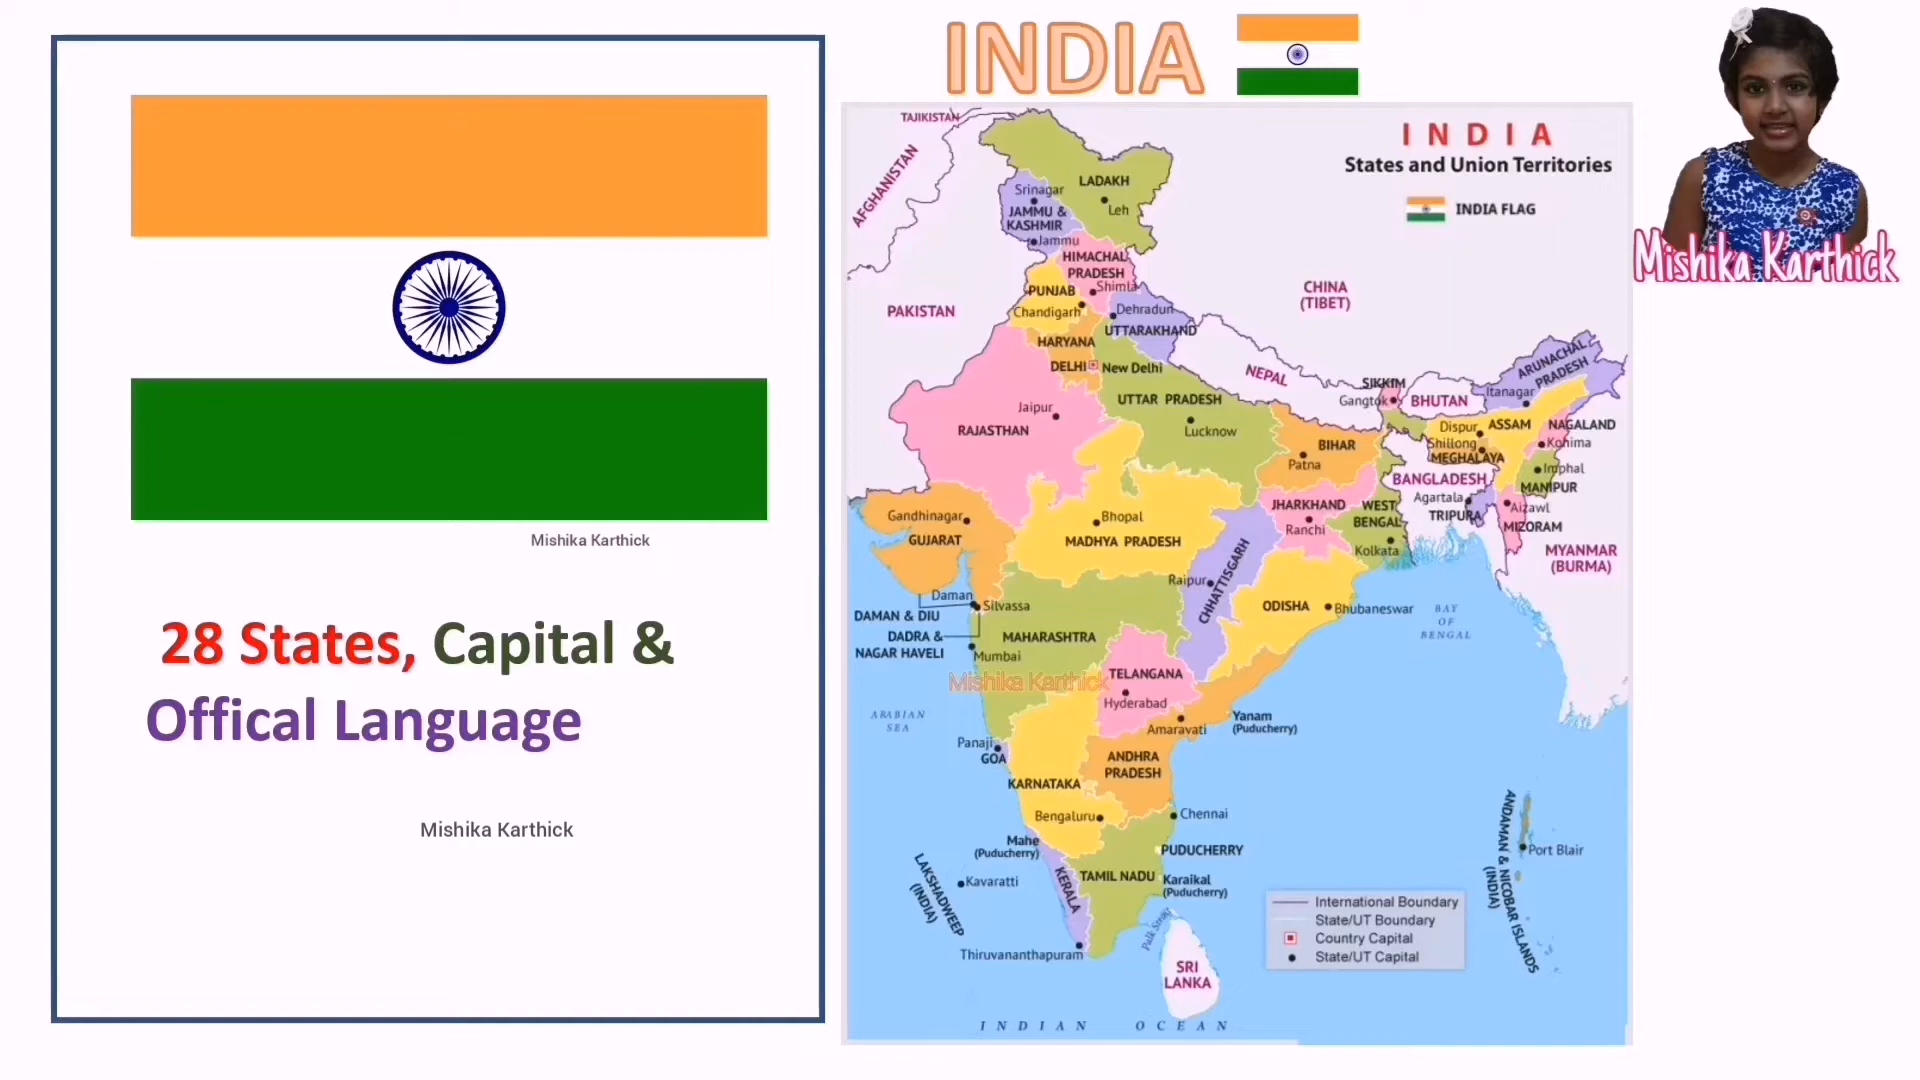 INDIA
Mishika Karthick
Mishika Karthick
28 States, Capital &
Offical Language
Mishika Karthick
INDIA
States and Union Territories
INDIA FLAG
TAJIKISTAN
AFGHANISTAN
PAKISTAN
CHINA
(TIBET)
NEPAL
BHUTAN
BANGLADESH
MYANMAR
(BURMA)
SRI
LANKA
LADAKH
Leh
Srinagar
JAMMU &
KASHMIR
Jammu
HIMACHAL
PRADESH
Shimla
PUNJAB
Chandigarh
Dehradun
UTTARAKHAND
HARYANA
DELHI
New Delhi
UTTAR PRADESH
Lucknow
Jaipur
RAJASTHAN
SIKKIM
Gangtok
ARUNACHAL
PRADESH
Itanagar
Dispur
ASSAM
NAGALAND
Kohima
Shillong
MEGHALAYA
Imphal
MANIPUR
Agartala
TRIPURA
Aizawl
MIZORAM
BIHAR
Patna
JHARKHAND
Ranchi
WEST
BENGAL
Kolkata
Gandhinagar
GUJARAT
Bhopal
MADHYA PRADESH
Raipur
CHHATTISGARH
ODISHA
Bhubaneswar
BAY
OF
BENGAL
Daman
Silvassa
DAMAN & DIU
DADRA &
NAGAR HAVELI
MAHARASHTRA
Mumbai
Mishika Karthick
TELANGANA
Hyderabad
Amaravati
Yanam
(Puducherry)
ARABIAN
SEA
Panaji
GOA
ANDHRA
PRADESH
KARNATAKA
Bengaluru
Chennai
Mahe
(Puducherry)
PUDUCHERRY
TAMIL NADU
Karaikal
(Puducherry)
KERALA
LAKSHADWEEP
(INDIA)
Kavaratti
Thiruvananthapuram
Palk Strait
ANDAMAN & NICOBAR ISLANDS
(INDIA)
Port Blair
International Boundary
State/UT Boundary
Country Capital
State/UT Capital
INDIAN OCEAN